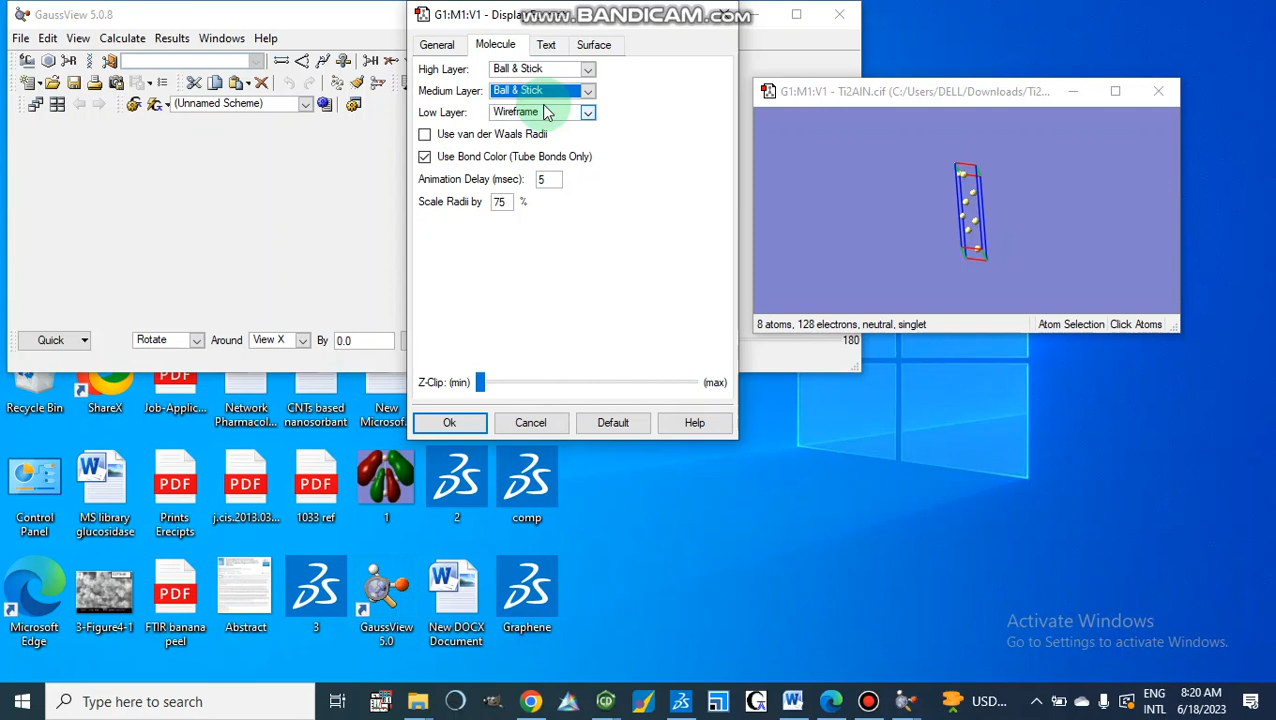 GaussView 5.0.8
File Edit View Calculate Results Windows Help
(Unnamed Scheme)
Quick Rotate Around View X By 0.0
180
www.BANDICAM.com
G1:M1:V1 - Display
General Molecule Text Surface
High Layer: Ball & Stick
Medium Layer: Ball & Stick
Low Layer: Wireframe
Use van der Waals Radii
Use Bond Color (Tube Bonds Only)
Animation Delay (msec): 5
Scale Radii by 75 %
Z-Clip: (min) (max)
Ok Cancel Default Help
G1:M1:V1 - Ti2AlN.cif (C:/Users/DELL/Downloads/Ti2...
8 atoms, 128 electrons, neutral, singlet Atom Selection Click Atoms
Recycle Bin
ShareX
Job-Applic...
Network
Pharmacol...
CNTs based
nanosorbant
New
Microsof...
Control
Panel
MS library
glucosidase
Prints
Erecipts
j.cis.2013.03...
1033 ref
1
2
comp
Microsoft
Edge
3-Figure4-1
FTIR banana
peel
Abstract
3
GaussView
5.0
New DOCX
Document
Graphene
Activate Windows
Go to Settings to activate Windows.
Type here to search
USD...
ENG
INTL
8:20 AM
6/18/2023